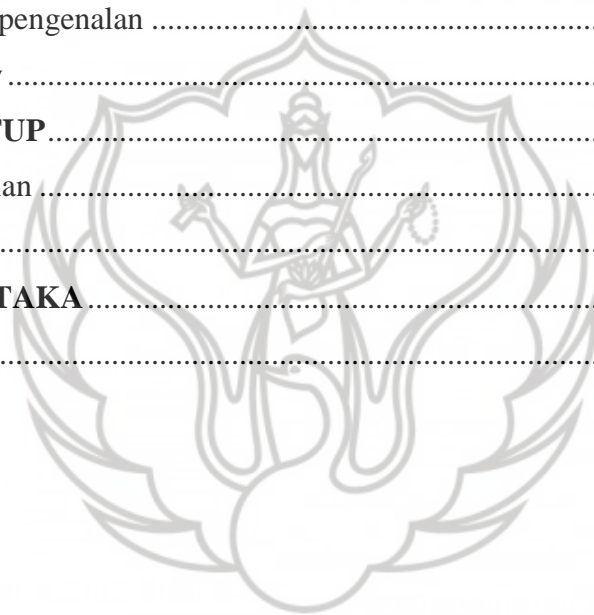 pengenalan ..........................................................
..............................................................................
TUP..........................................................................
an ...........................................................................
..............................................................................
TAKA ......................................................................
..............................................................................